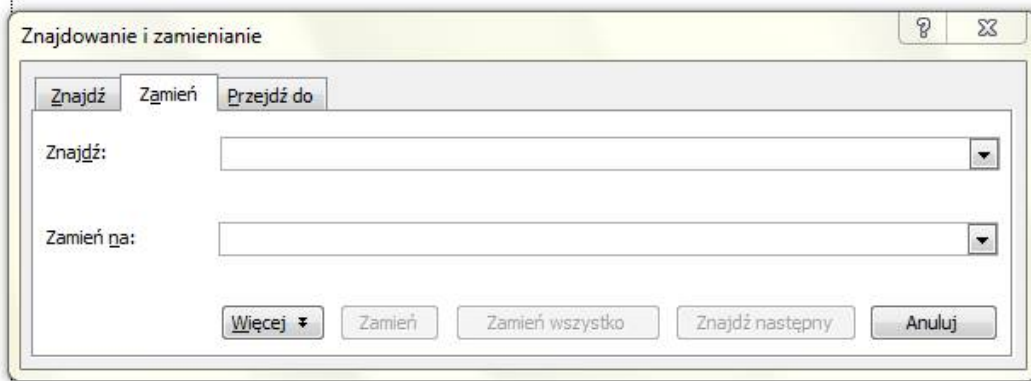 Znajdowanie i zamienianie
Znajdź Zamień Przejdź do
Znajdź:
Zamień na:
Więcej Zamień Zamień wszystko Znajdź następny Anuluj